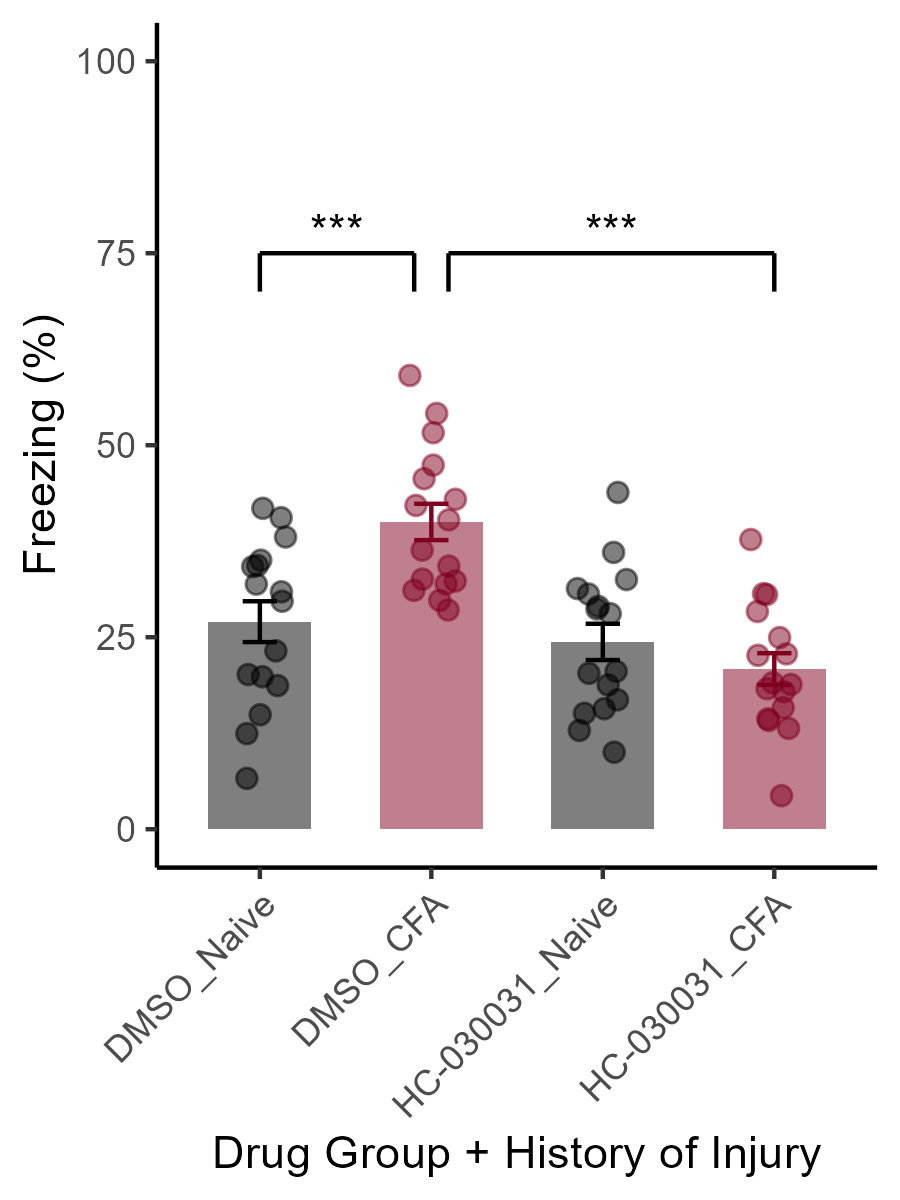 100
***
***
75
50
25
0
Freezing (%)
DMSO_Naive
DMSO_CFA
HC-030031_Naive
HC-030031_CFA
Drug Group + History of Injury